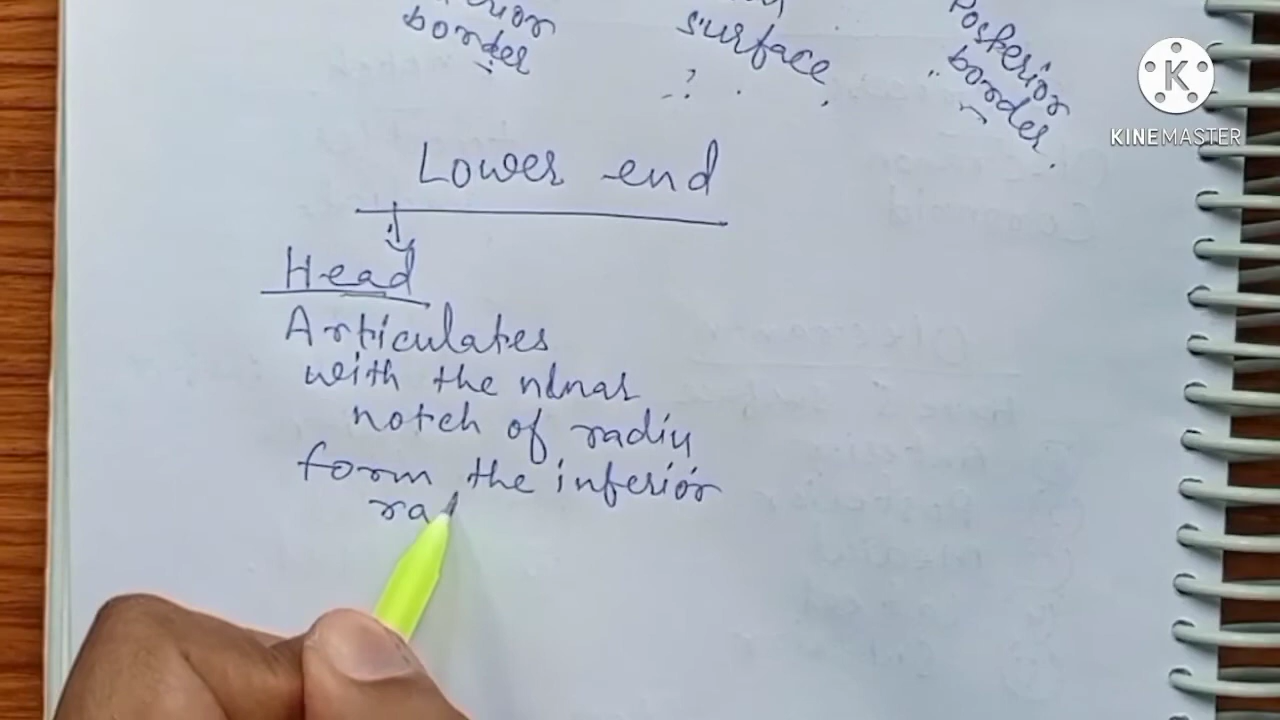 border
surface
?
Posterior
border.
K
KINEMASTER
Lower end
Head
Articulates
with the ulnar
notch of radiu
form the inferior
ra